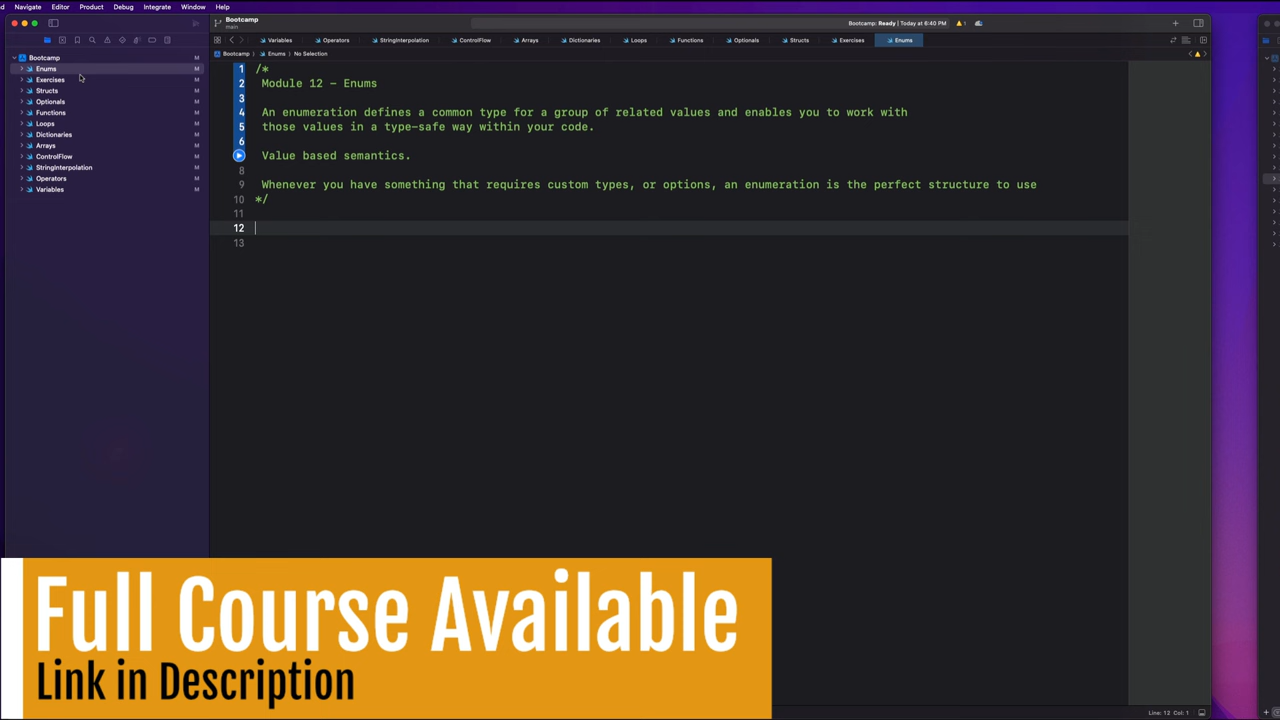 Navigate Editor Product Debug Integrate Window Help
Bootcamp
main
Bootcamp: Ready | Today at 6:40 PM
1
Variables Operators StringInterpolation ControlFlow Arrays Dictionaries Loops Functions Optionals Structs Exercises Enums
Bootcamp Enums No Selection
Bootcamp M
Enums M
Exercises M
Structs M
Optionals M
Functions M
Loops M
Dictionaries M
Arrays M
ControlFlow M
StringInterpolation M
Operators M
Variables M
1 /*
2 Module 12 - Enums
3
4 An enumeration defines a common type for a group of related values and enables you to work with
5 those values in a type-safe way within your code.
6
Value based semantics.
8
9 Whenever you have something that requires custom types, or options, an enumeration is the perfect structure to use
10 */
11
12
13
Full Course Available
Link in Description
Line: 12 Col: 1